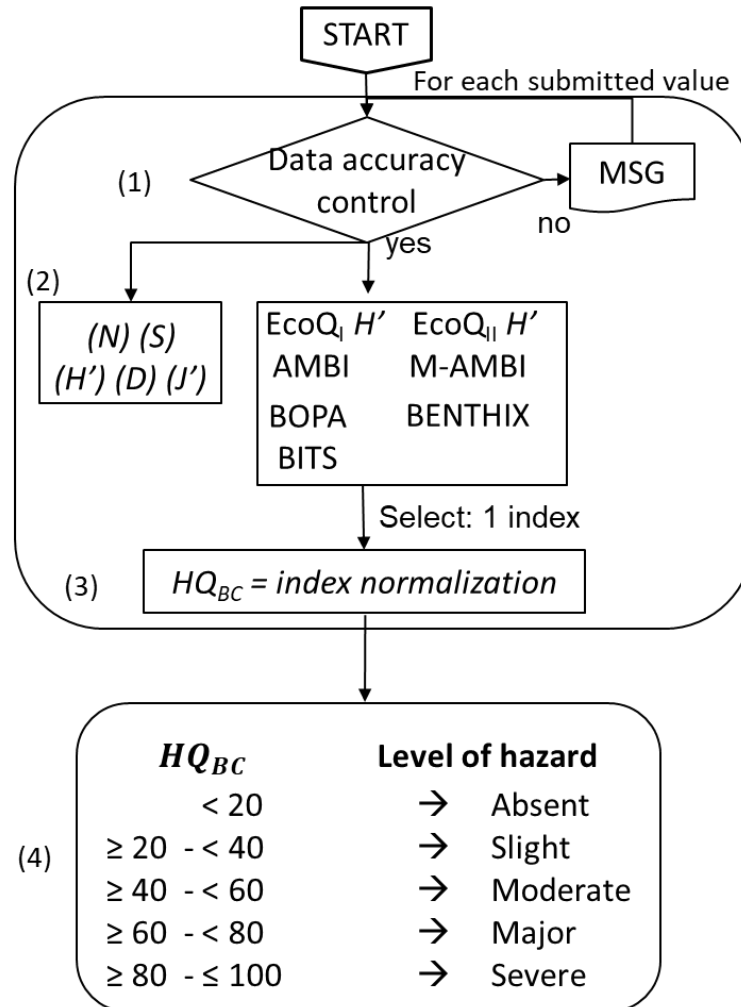 START
For each submitted value
(1)
Data accuracy
control
MSG
no
yes
(2)
(N) (S)
(H’) (D) (J’)
EcoQI H’ EcoQII H’
AMBI M-AMBI
BOPA BENTHIX
BITS
Select: 1 index
(3)
HQBC = index normalization
HQBC Level of hazard
< 20 → Absent
≥ 20 - < 40 → Slight
(4)
≥ 40 - < 60 → Moderate
≥ 60 - < 80 → Major
≥ 80 - ≤ 100 → Severe